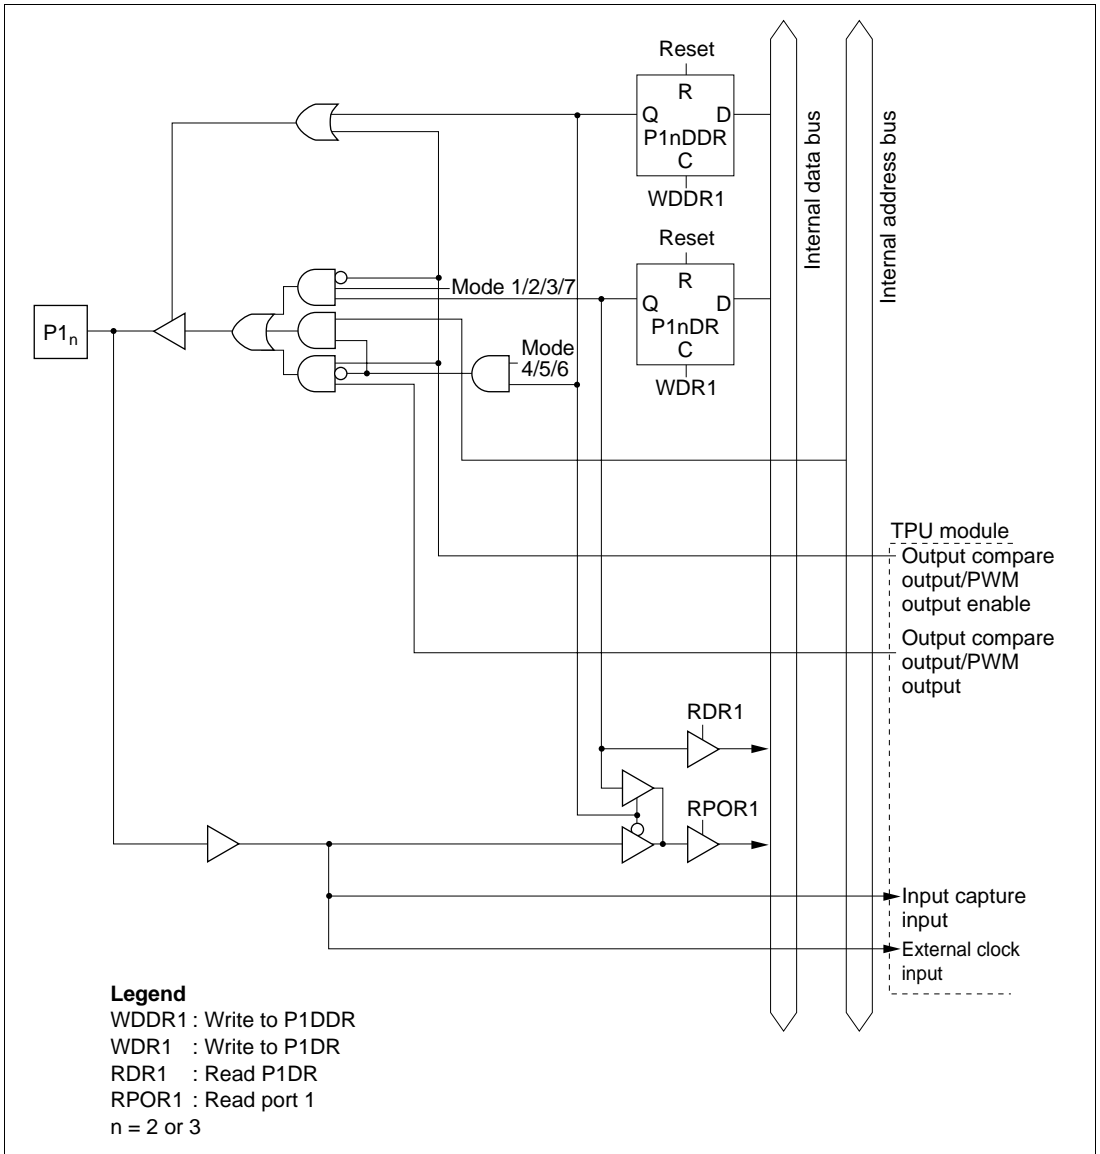 Reset
R
Q D
P1nDDR
C
WDDR1
Internal data bus
Internal address bus
Reset
R
Q D
P1nDR
C
WDR1
Mode 1/2/3/7
P1n
Mode
4/5/6
TPU module
Output compare
output/PWM
output enable
Output compare
output/PWM
output
RDR1
RPOR1
Input capture
input
External clock
input
Legend
WDDR1 : Write to P1DDR
WDR1 : Write to P1DR
RDR1 : Read P1DR
RPOR1 : Read port 1
n = 2 or 3